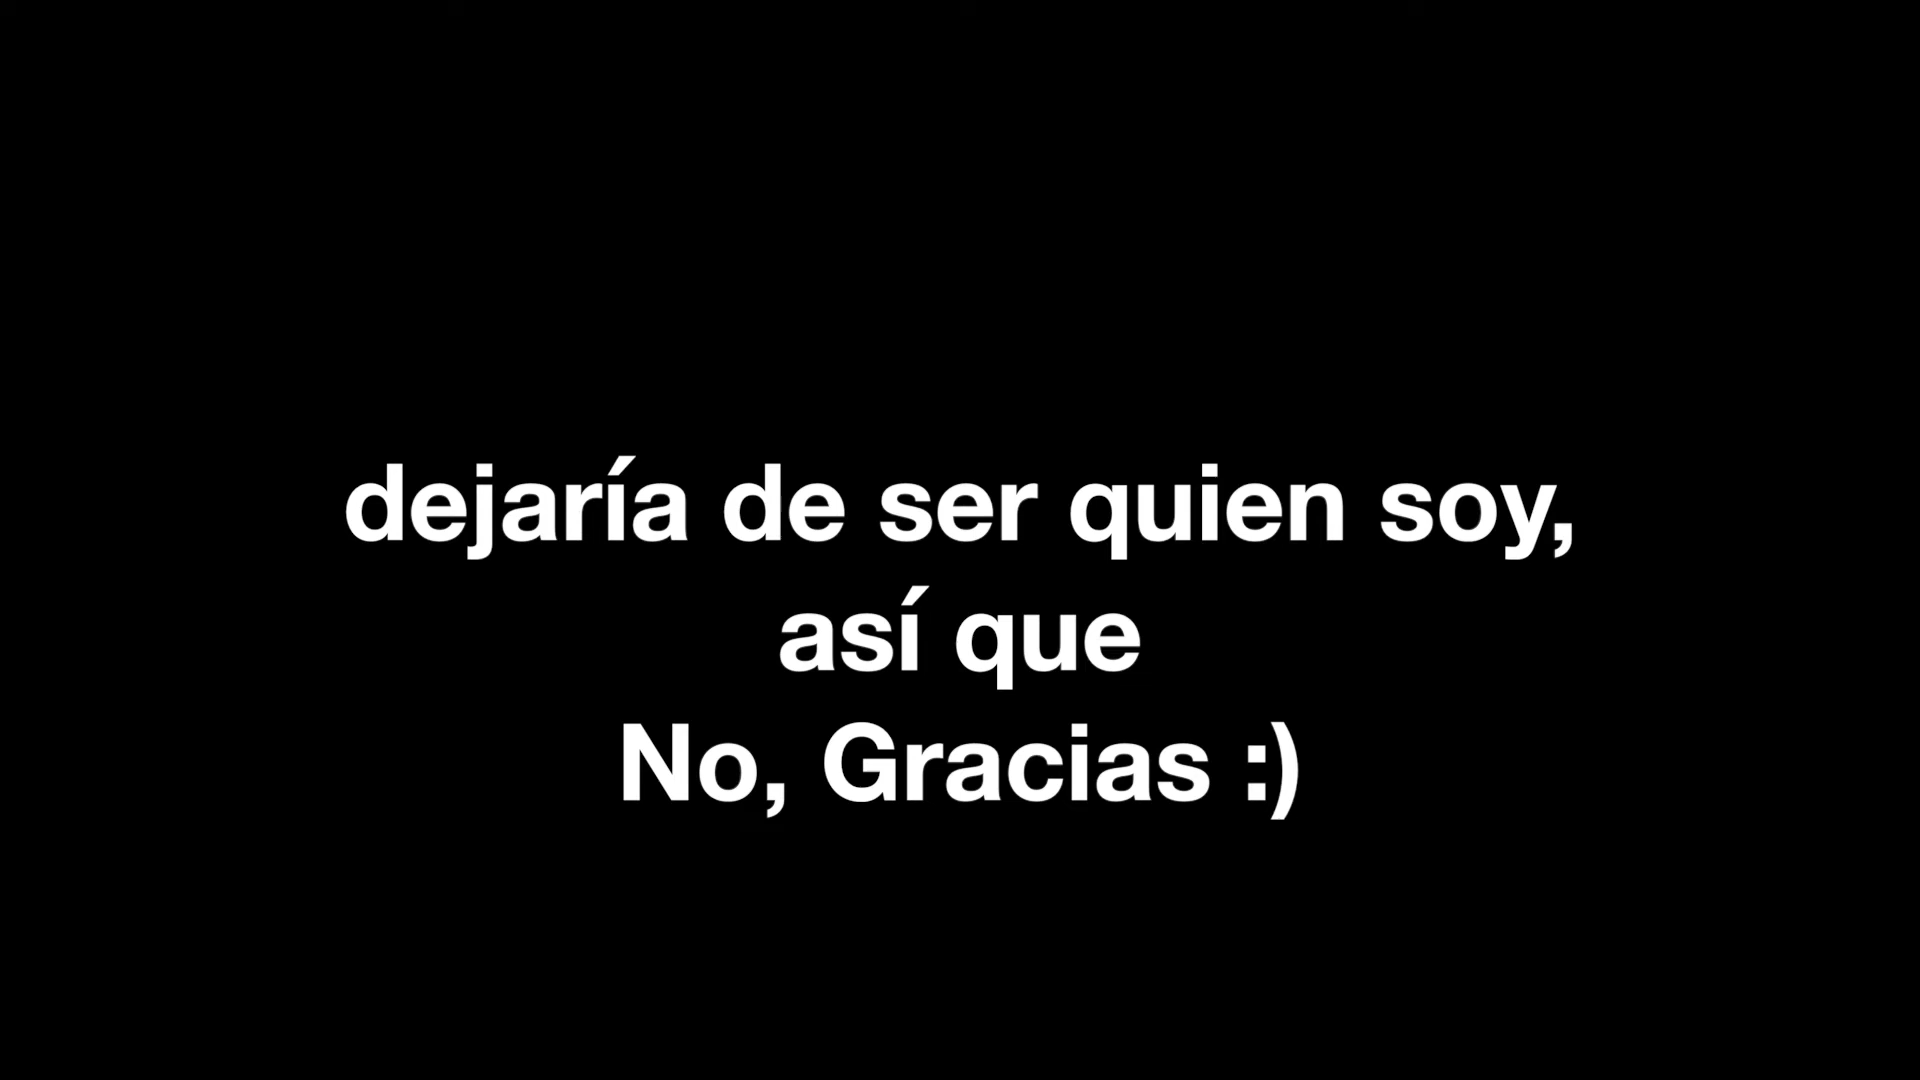 dejaría de ser quien soy,
así que
No, Gracias :)